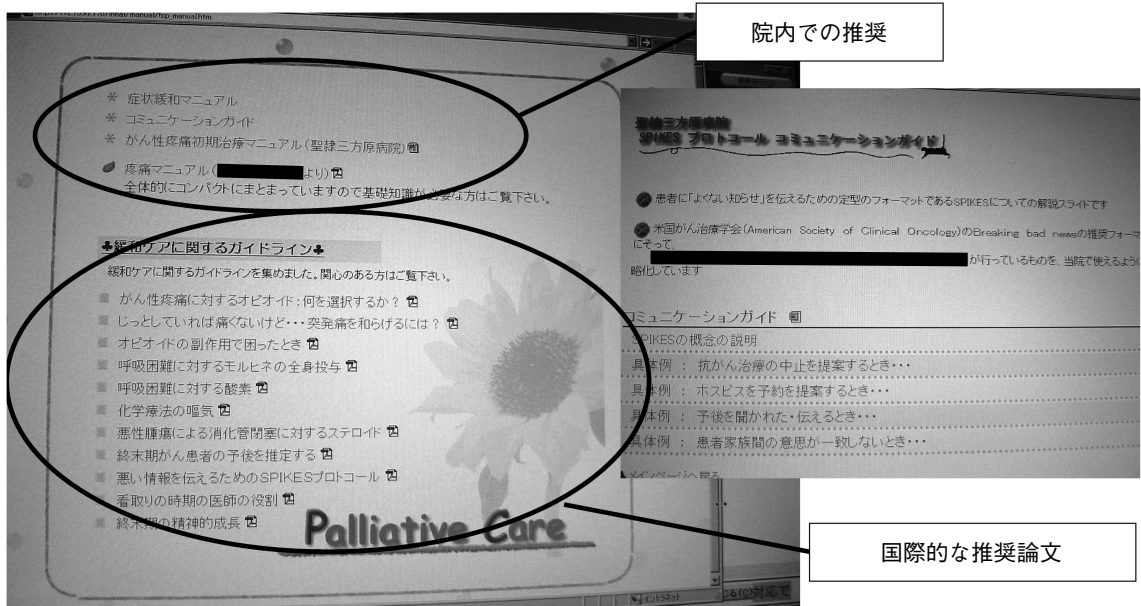 manual/top_manual.htm
院内での推奨
* 症状緩和マニュアル
* コミュニケーションガイド
* がん性疼痛初期治療マニュアル(聖隷三方原病院)
疼痛マニュアル(より)
全体的にコンパクトにまとまっていますので基礎知識が必要な方はご覧下さい。
♣緩和ケアに関するガイドライン♣
緩和ケアに関するガイドラインを集めました。関心のある方はご覧下さい。
がん性疼痛に対するオピオイド:何を選択するか?
じっとしていれば痛くないけど・・・突発痛を和らげるには?
オピオイドの副作用で困ったとき
呼吸困難に対するモルヒネの全身投与
呼吸困難に対する酸素
化学療法の嘔気
悪性腫瘍による消化管閉塞に対するステロイド
終末期がん患者の予後を推定する
悪い情報を伝えるためのSPIKESプロトコール
看取りの時期の医師の役割
終末期の精神的成長
Palliative Care
聖隷三方原病院
SPIKES プロトコール コミュニケーションガイド
患者に「よくない知らせ」を伝えるための定型のフォーマットであるSPIKESについての解説スライドです
米国がん治療学会(American Society of Clinical Oncology)のBreaking bad newsの推奨フォーマ
にそって、
が行っているものを、当院で使えるように
略化しています
コミュニケーションガイド
SPIKESの概念の説明
具体例 : 抗がん治療の中止を提案するとき・・・
具体例 : ホスピスを予約を提案するとき・・・
具体例 : 予後を聞かれた・伝えるとき・・・
具体例 : 患者家族間の意思が一致しないとき・・・
メインページへ戻る
国際的な推奨論文
イントラネット